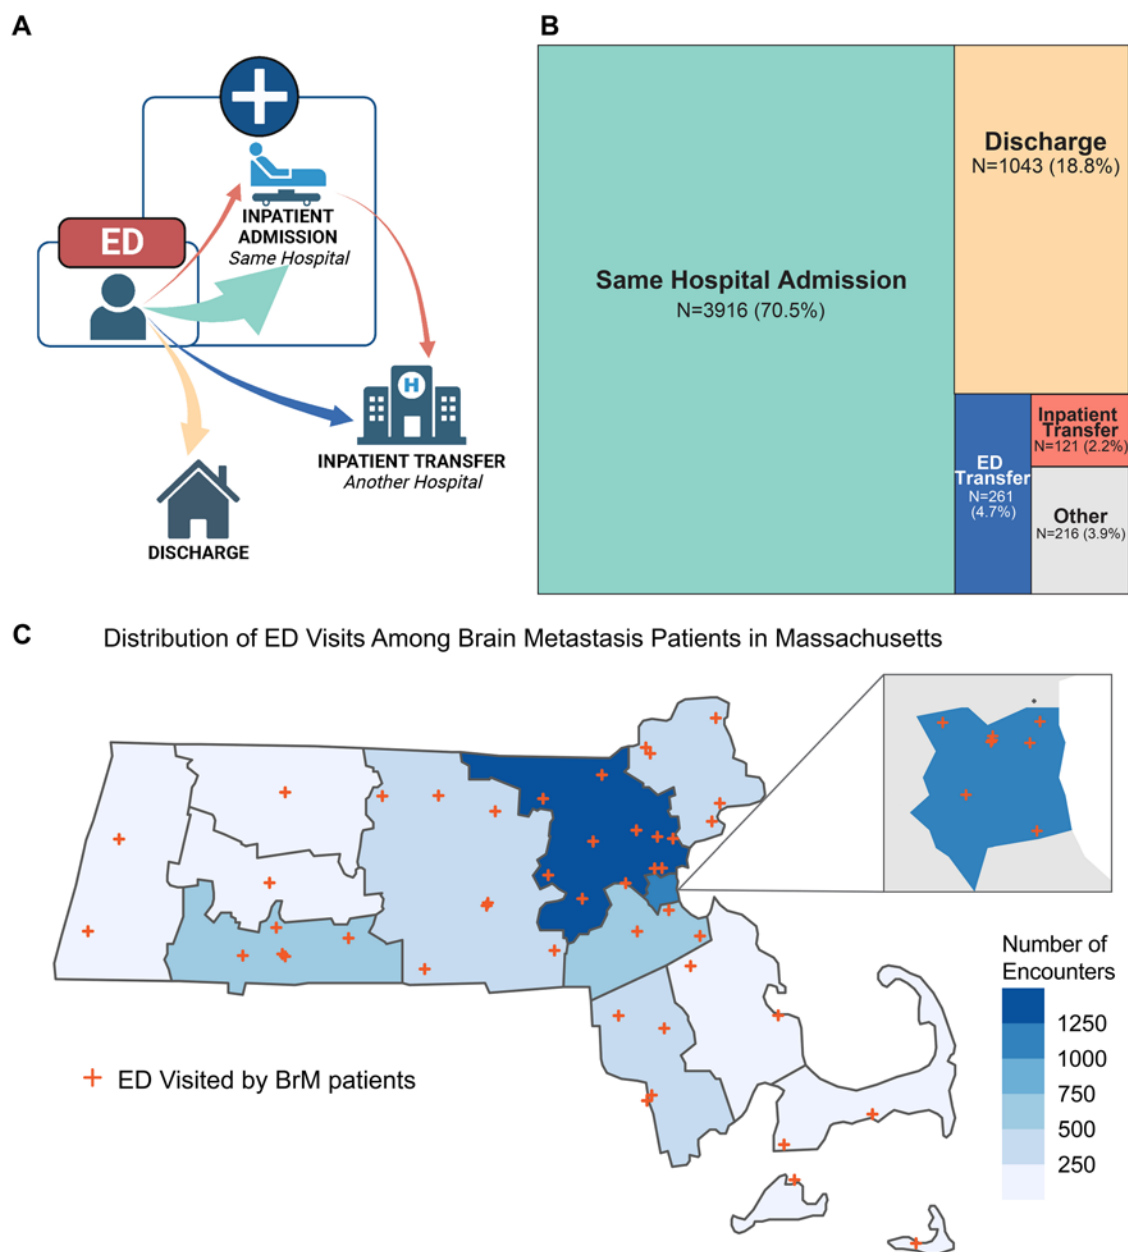 A
ED
INPATIENT
ADMISSION
Same Hospital
H
INPATIENT TRANSFER
Another Hospital
DISCHARGE
B
Same Hospital Admission
N=3916 (70.5%)
Discharge
N=1043 (18.8%)
ED
Transfer
N=261
(4.7%)
Inpatient
Transfer
N=121 (2.2%)
Other
N=216 (3.9%)
C
Distribution of ED Visits Among Brain Metastasis Patients in Massachusetts
*
Number of
Encounters
1250
1000
750
500
250
ED Visited by BrM patients